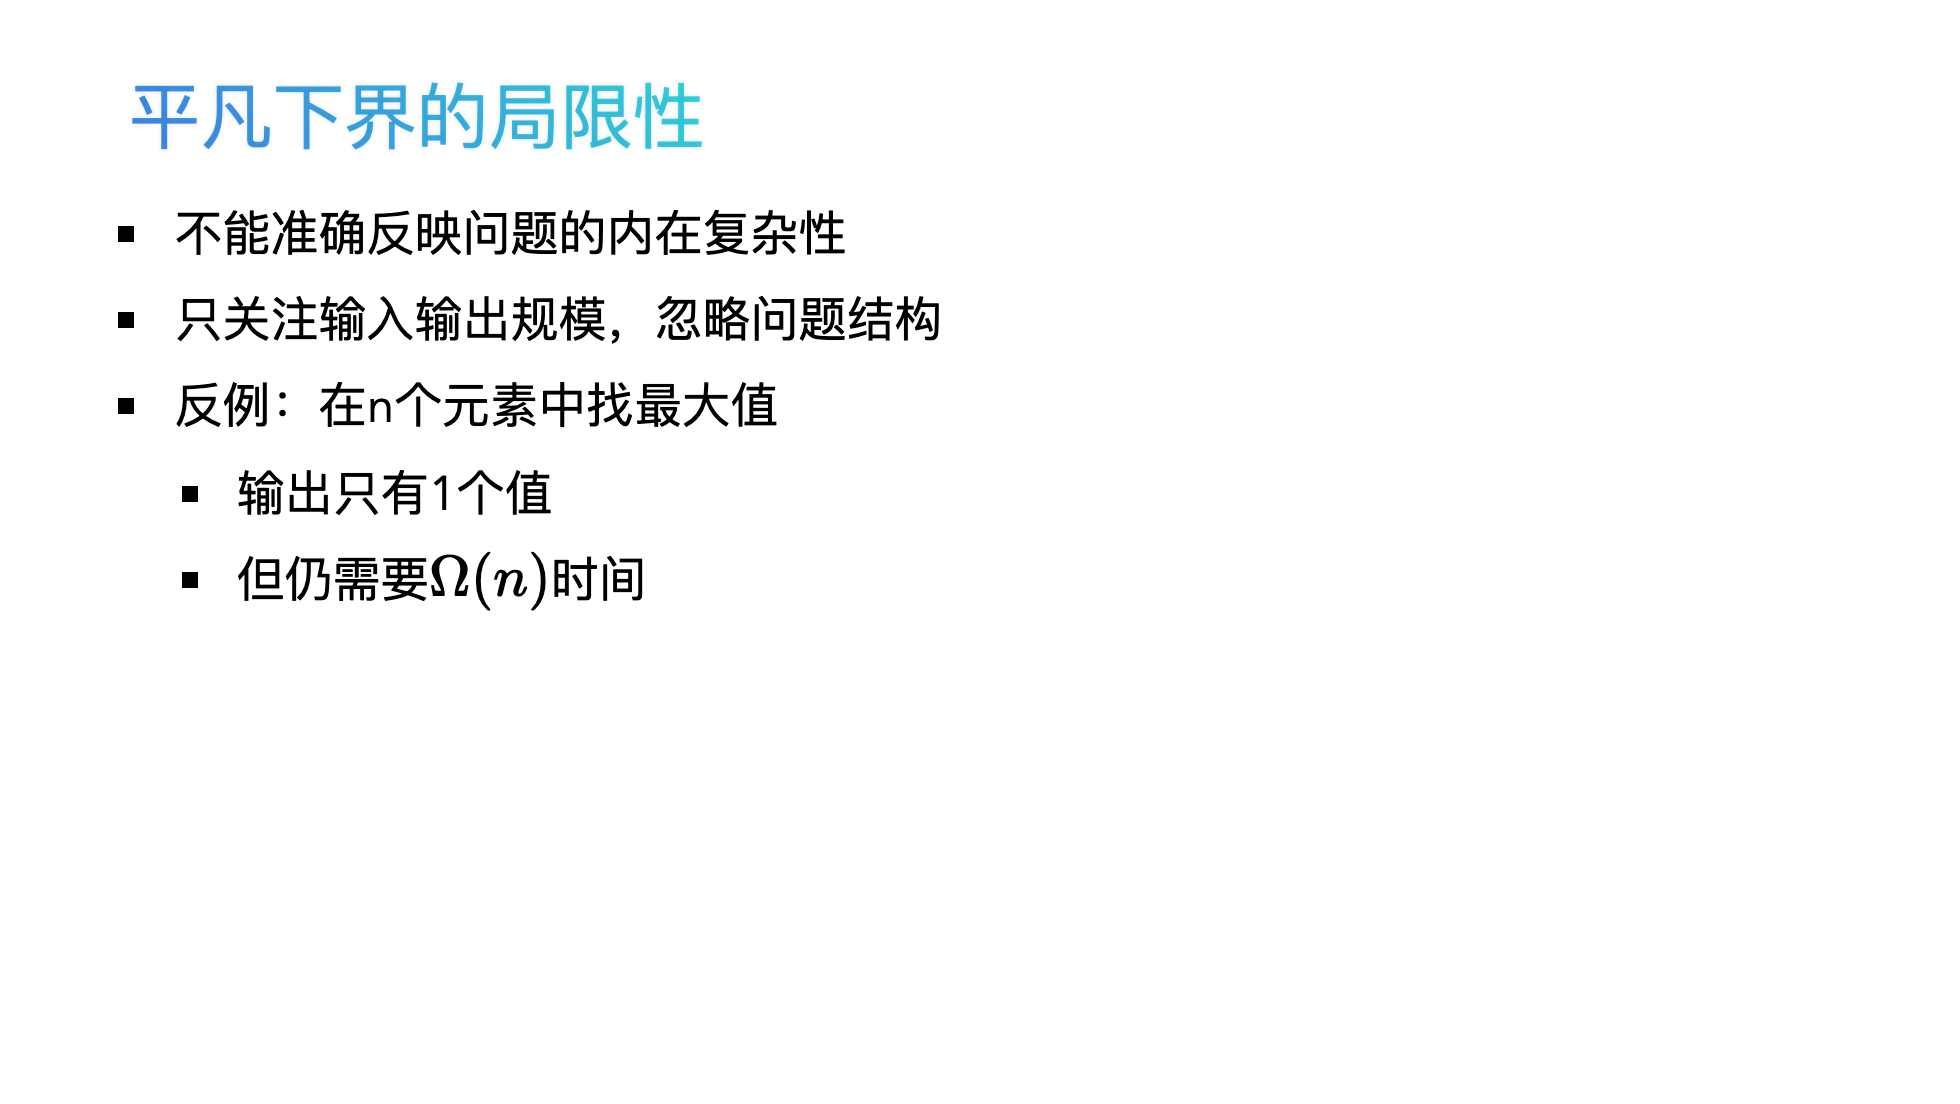 平凡下界的局限性
▪ 不能准确反映问题的内在复杂性
▪ 只关注输入输出规模，忽略问题结构
▪ 反例：在n个元素中找最大值
▪ 输出只有1个值
▪ 但仍需要Ω(n)时间